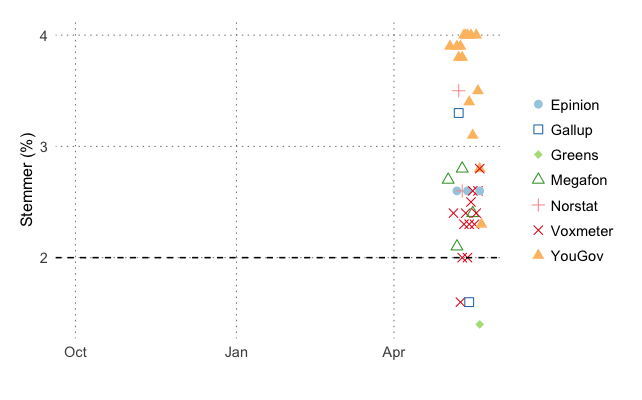 4
3
2
Stemmer (%)
Oct
Jan
Apr
Epinion
Gallup
Greens
Megafon
Norstat
Voxmeter
YouGov